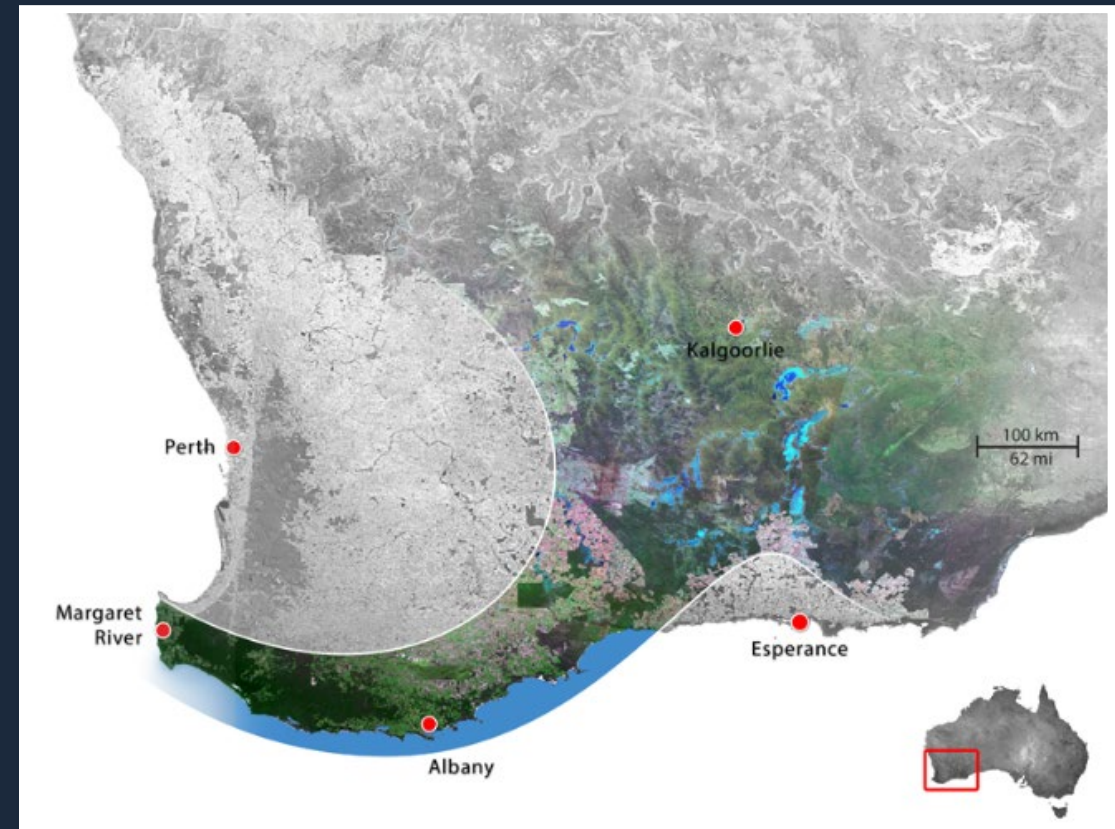 Kalgoorlie
100 km
62 mi
Perth
Margaret
River
Esperance
Albany